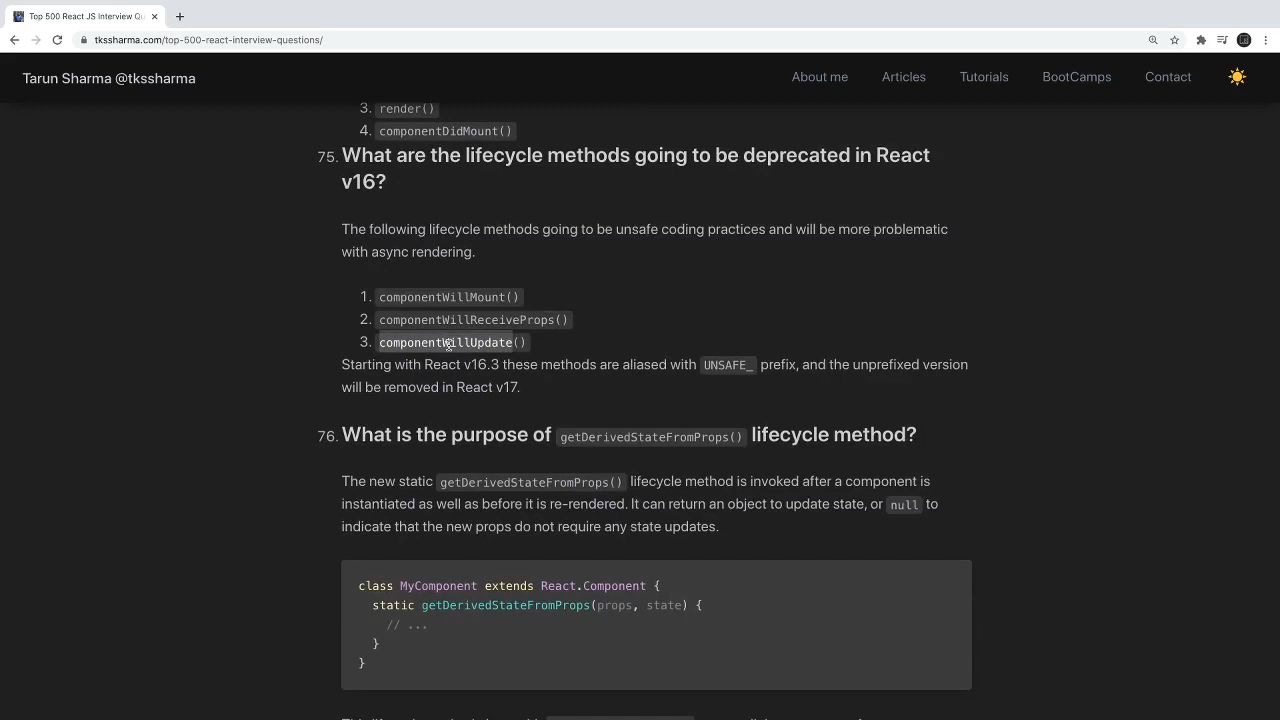 Top 500 React JS Interview Qu
tkssharma.com/top-500-react-interview-questions/
Tarun Sharma @tkssharma
About me
Articles
Tutorials
BootCamps
Contact
3. render()
4. componentDidMount()
75. What are the lifecycle methods going to be deprecated in React
v16?
The following lifecycle methods going to be unsafe coding practices and will be more problematic
with async rendering.
1. componentWillMount()
2. componentWillReceiveProps()
3. componentWillUpdate()
Starting with React v16.3 these methods are aliased with UNSAFE_ prefix, and the unprefixed version
will be removed in React v17.
76. What is the purpose of getDerivedStateFromProps() lifecycle method?
The new static getDerivedStateFromProps() lifecycle method is invoked after a component is
instantiated as well as before it is re-rendered. It can return an object to update state, or null to
indicate that the new props do not require any state updates.
class MyComponent extends React.Component {
static getDerivedStateFromProps(props, state) {
// ...
}
}